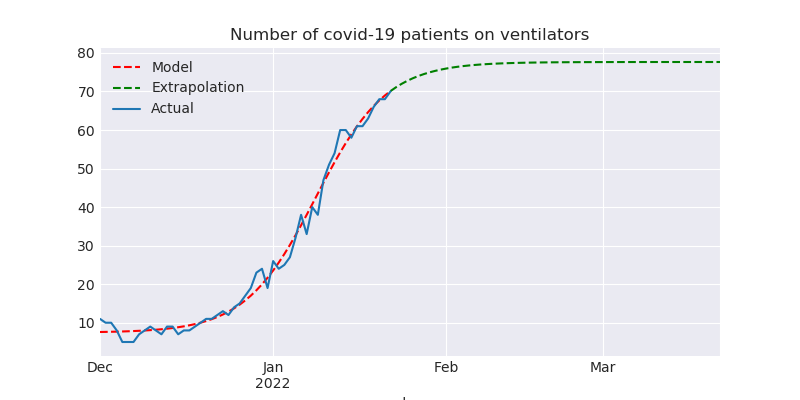 Number of covid-19 patients on ventilators
80
70
60
50
40
30
20
10
Model
Extrapolation
Actual
Dec
Jan
2022
Feb
Mar